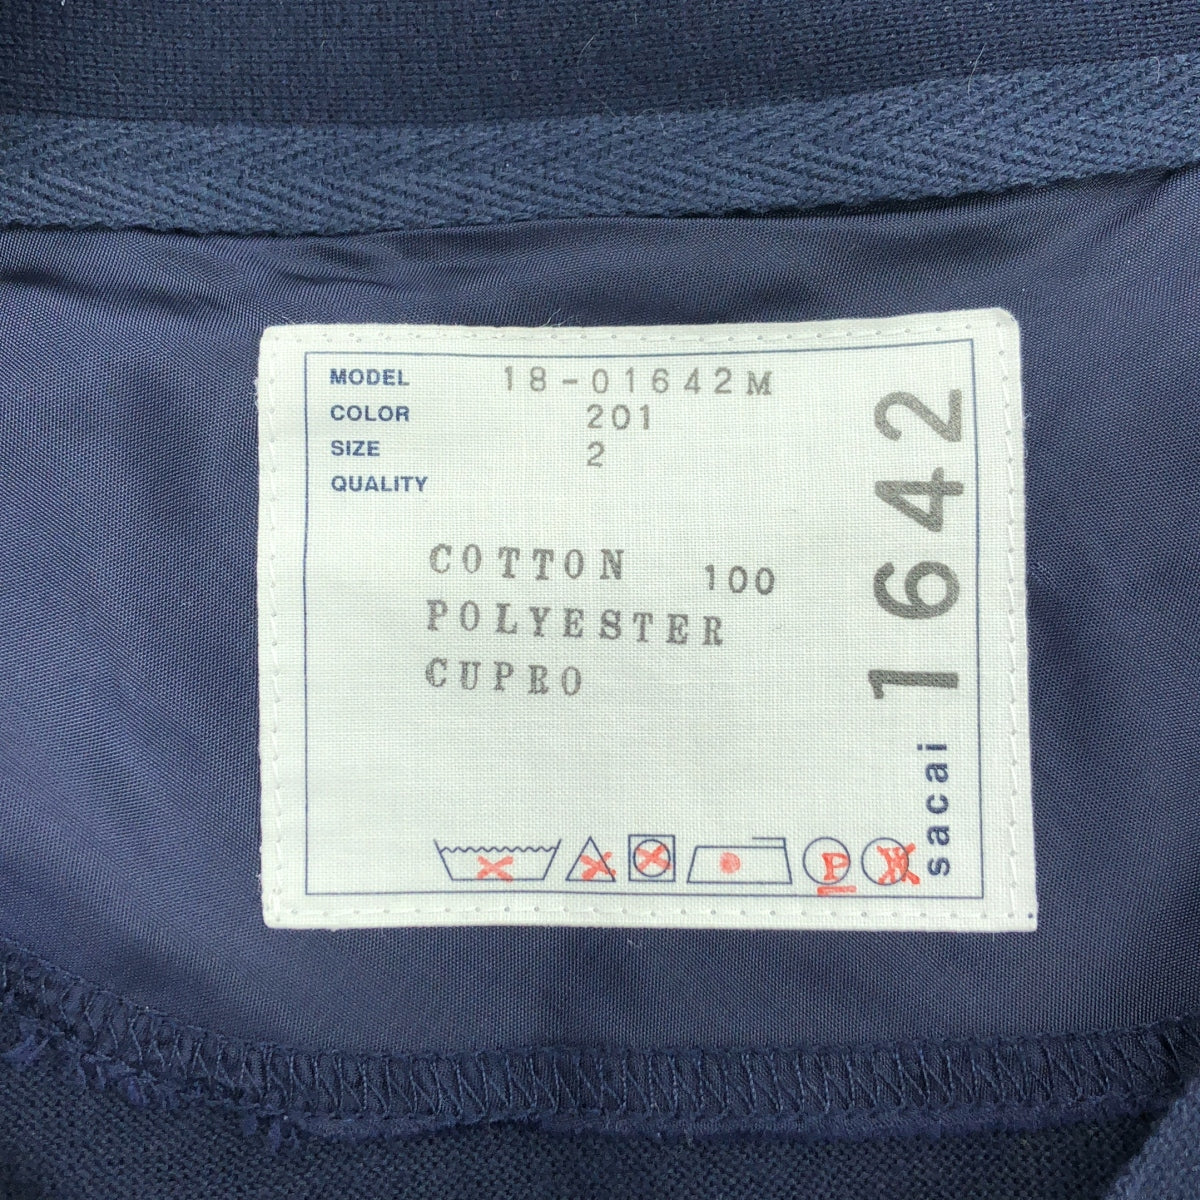 MODEL 18-01642M
COLOR 201
SIZE 2
QUALITY
COTTON 100
POLYESTER
CUPRO
P
W
sacai 1642